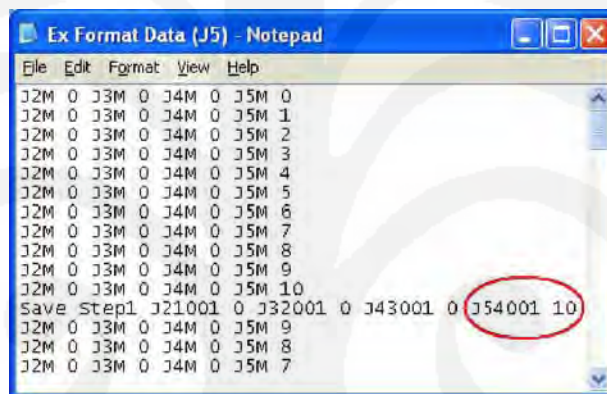 Ex Format Data (J5) - Notepad
File Edit Format View Help
J2M 0 J3M 0 J4M 0 J5M 0
J2M 0 J3M 0 J4M 0 J5M 1
J2M 0 J3M 0 J4M 0 J5M 2
J2M 0 J3M 0 J4M 0 J5M 3
J2M 0 J3M 0 J4M 0 J5M 4
J2M 0 J3M 0 J4M 0 J5M 5
J2M 0 J3M 0 J4M 0 J5M 6
J2M 0 J3M 0 J4M 0 J5M 7
J2M 0 J3M 0 J4M 0 J5M 8
J2M 0 J3M 0 J4M 0 J5M 9
J2M 0 J3M 0 J4M 0 J5M 10
Save Step1 J21001 0 J32001 0 J43001 0 J54001 10
J2M 0 J3M 0 J4M 0 J5M 9
J2M 0 J3M 0 J4M 0 J5M 8
J2M 0 J3M 0 J4M 0 J5M 7